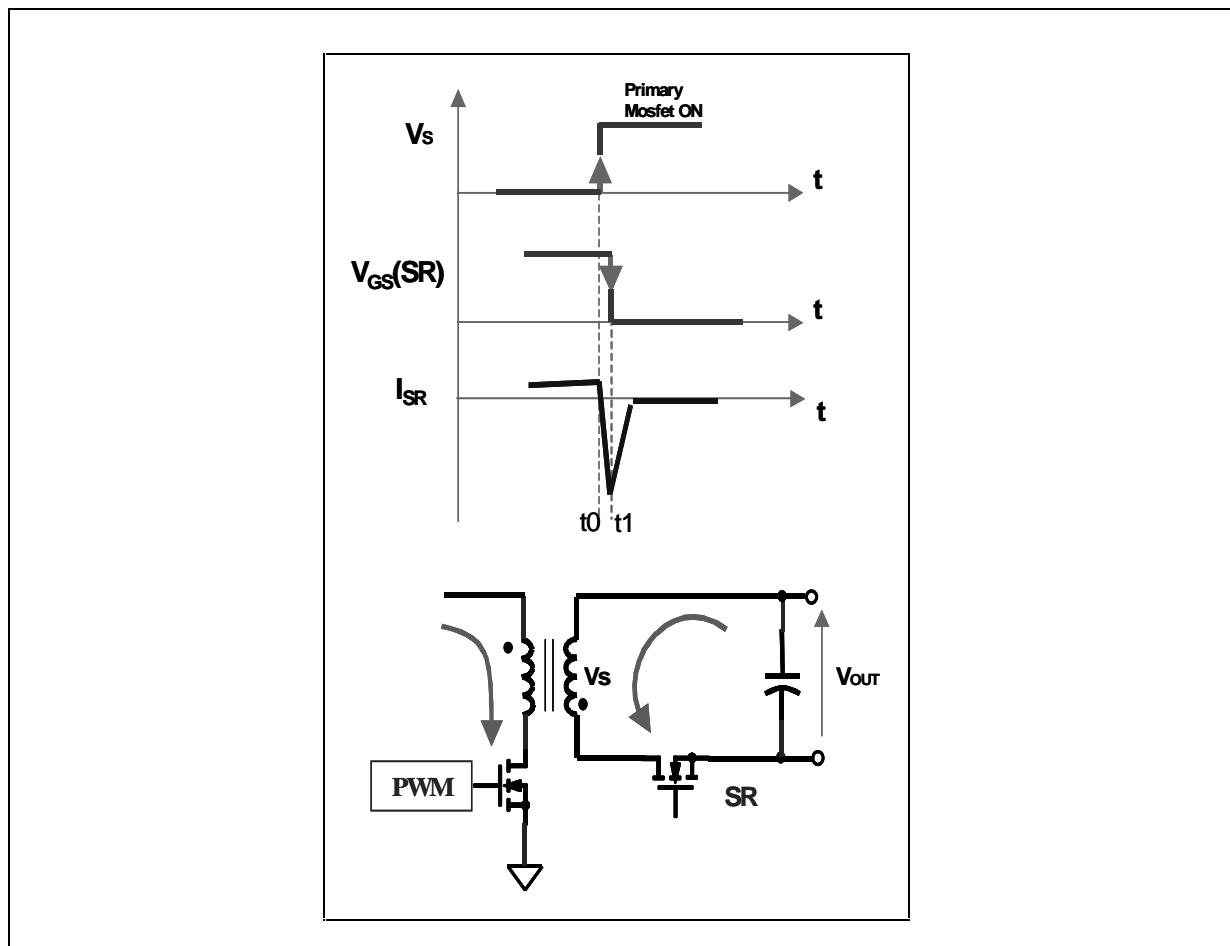 Primary
Mosfet ON
VS
t
VGS(SR)
t
ISR
t
t0 t1
Vs
VOUT
PWM
SR